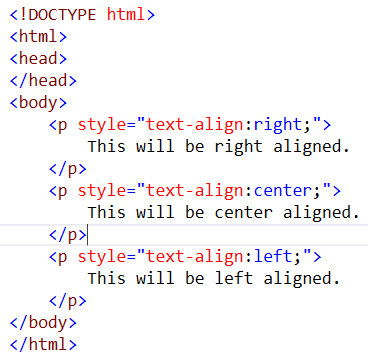 <!DOCTYPE html>
<html>
<head>
</head>
<body>
    <p style="text-align:right;">
        This will be right aligned.
    </p>
    <p style="text-align:center;">
        This will be center aligned.
    </p>
    <p style="text-align:left;">
        This will be left aligned.
    </p>
</body>
</html>